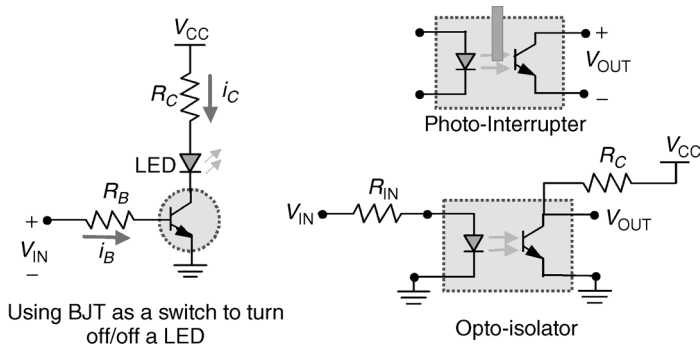 VCC
RC
iC
LED
RB
+
VIN
−
iB
Using BJT as a switch to turn
off/off a LED
+
VOUT
−
Photo-Interrupter
VCC
RC
RIN
VIN
VOUT
Opto-isolator